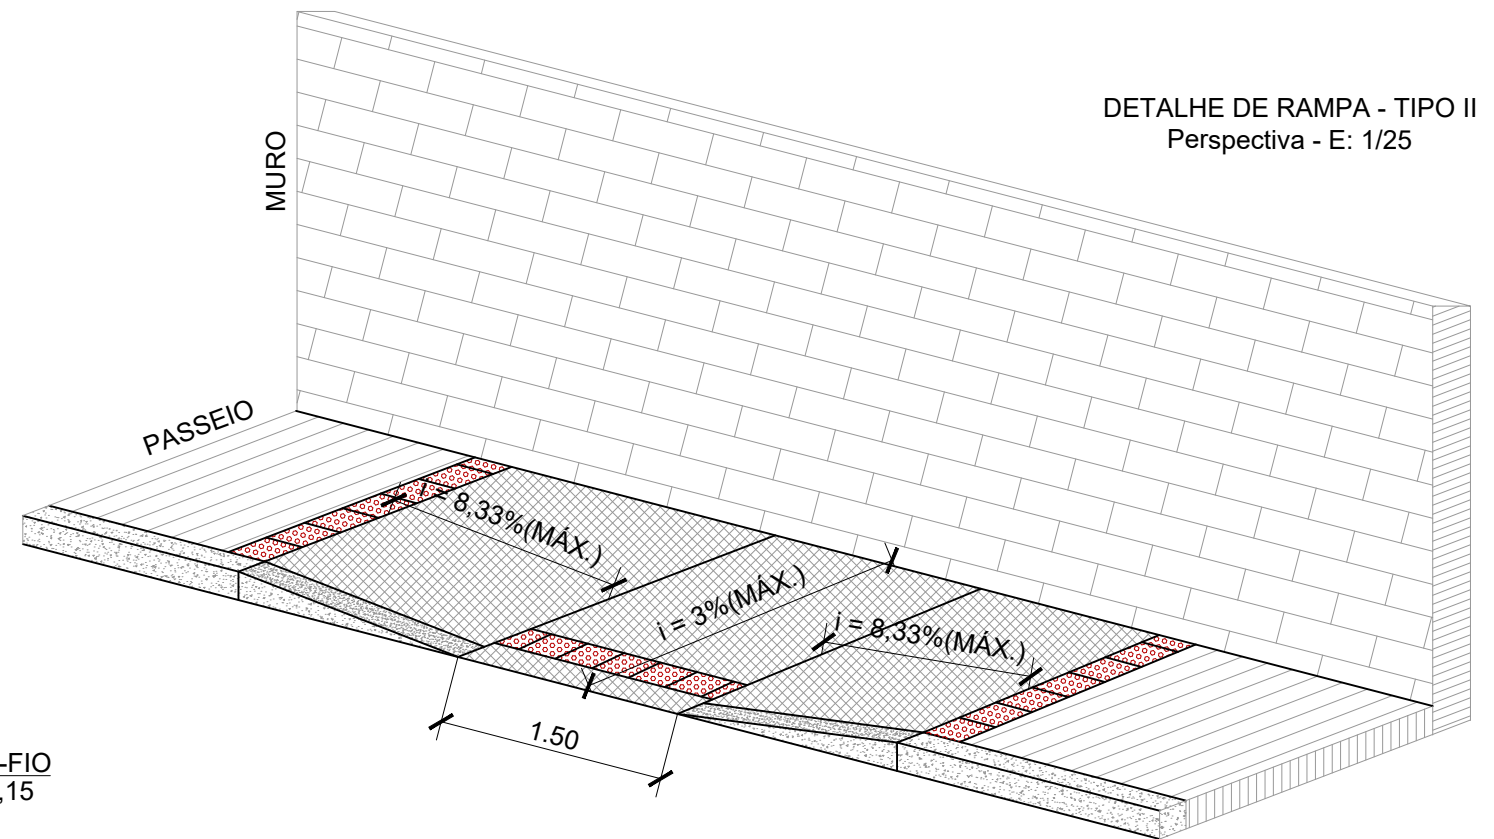 DETALHE DE RAMPA - TIPO II
Perspectiva - E: 1/25
MURO
PASSEIO
i = 8,33%(MÁX.)
i = 3%(MÁX.)
i = 8,33%(MÁX.)
1.50
-FIO
,15